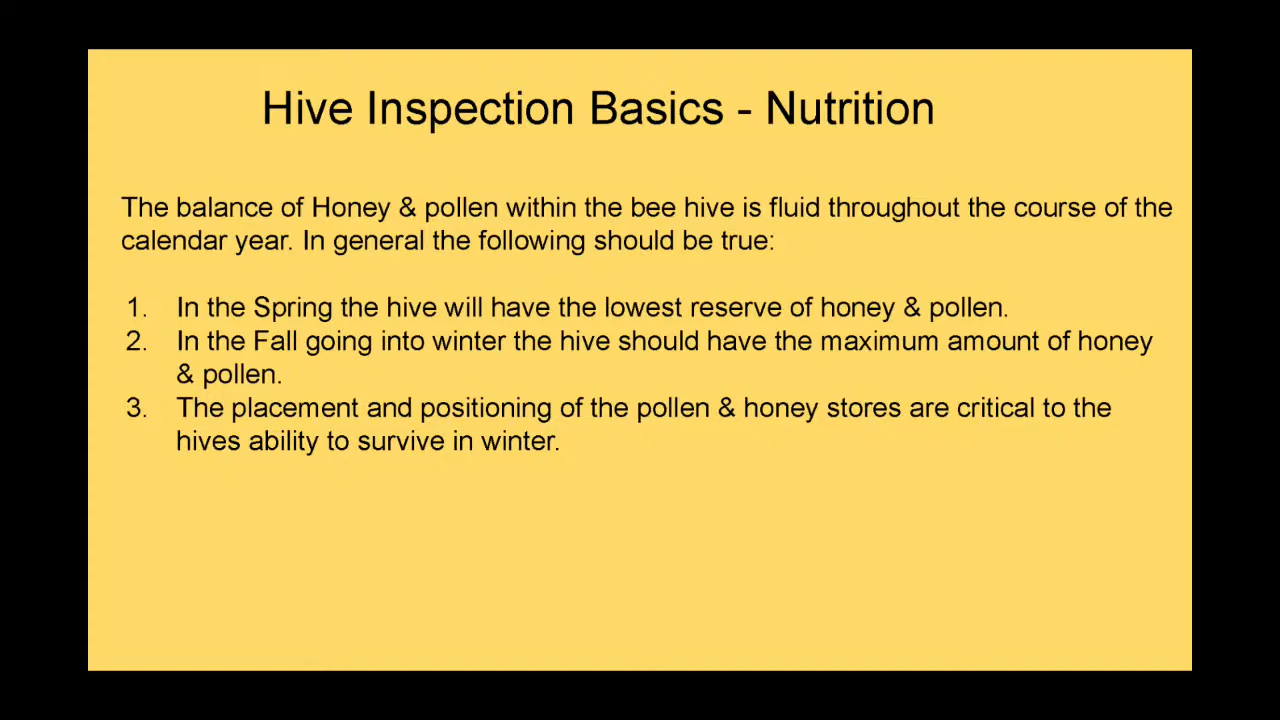 Hive Inspection Basics - Nutrition
The balance of Honey & pollen within the bee hive is fluid throughout the course of the
calendar year. In general the following should be true:
1. In the Spring the hive will have the lowest reserve of honey & pollen.
2. In the Fall going into winter the hive should have the maximum amount of honey
& pollen.
3. The placement and positioning of the pollen & honey stores are critical to the
hives ability to survive in winter.